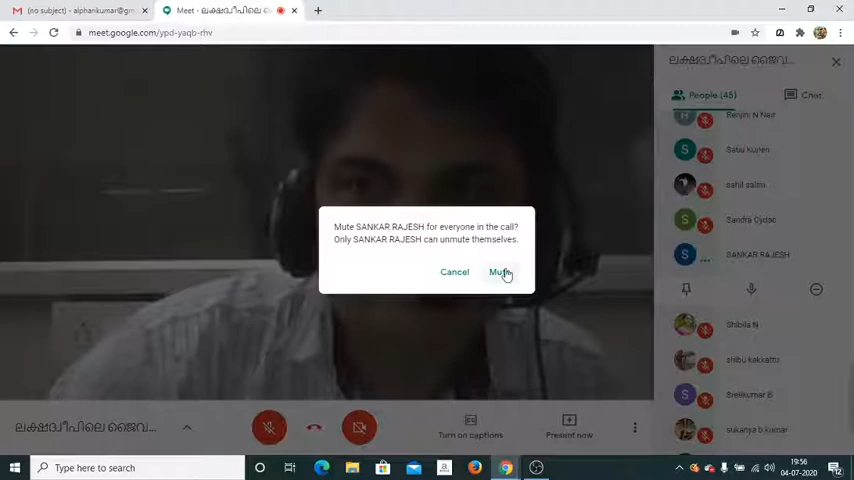 (no subject) - alphankumar@gm
Meet - ലക്ഷദ്വീപിലെ ജൈ
meet.google.com/ypd-yaqb-rhv
ലക്ഷദ്വീപിലെ ജൈവ...
People (45)
Chat
Renjini N Nair
Sabu Kurien
sahil salim
Sandra Cyriac
SANKAR RAJESH
Mute SANKAR RAJESH for everyone in the call?
Only SANKAR RAJESH can unmute themselves.
Cancel
Mute
Shibila N
shibu kakkattu
Sreekumar B
sukanya b kumar
ലക്ഷദ്വീപിലെ ജൈവ...
Turn on captions
Present now
Type here to search
19:56
04-07-2020